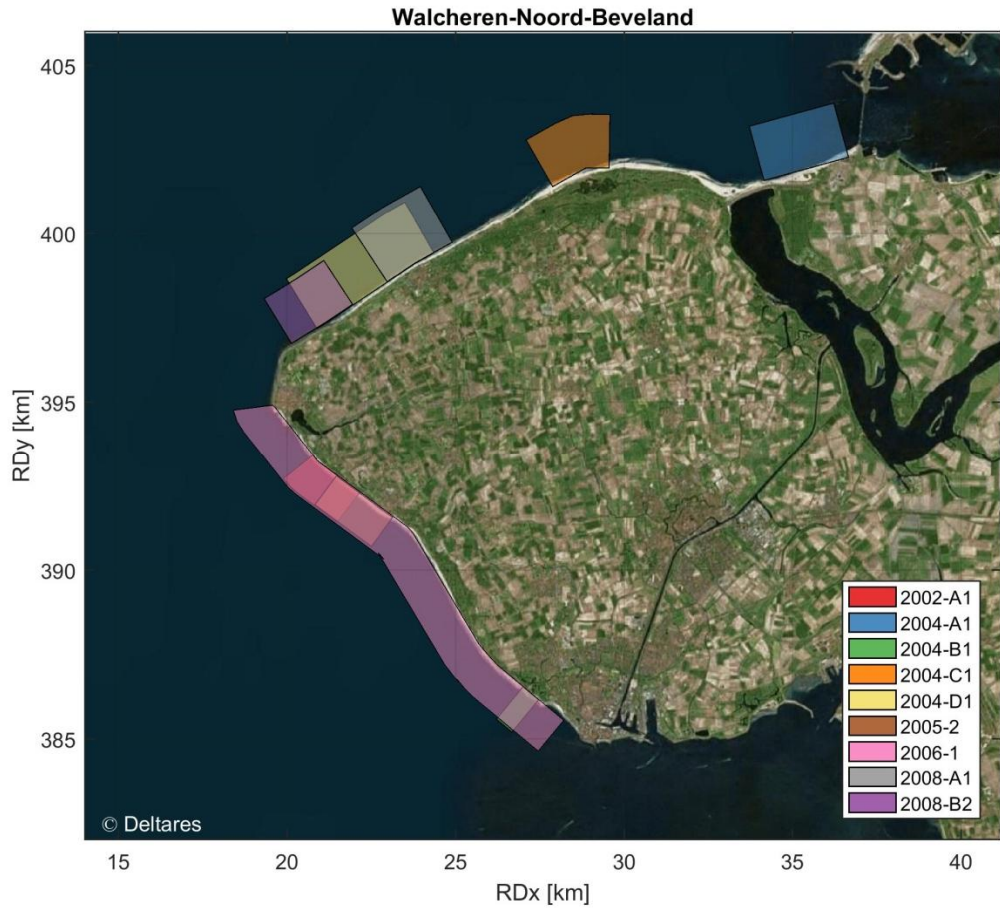 Walcheren-Noord-Beveland
405
400
395
390
385
RDy [km]
2002-A1
2004-A1
2004-B1
2004-C1
2004-D1
2005-2
2006-1
2008-A1
2008-B2
© Deltares
15 20 25 30 35 40
RDx [km]